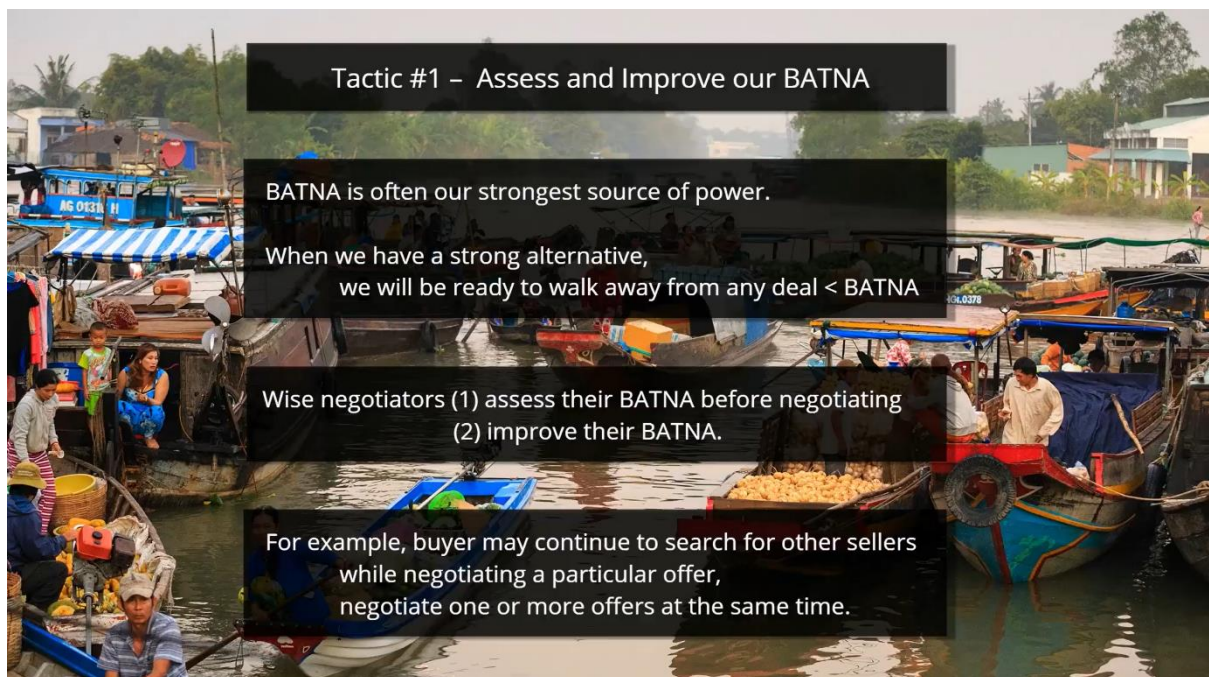 Tactic #1 – Assess and Improve our BATNA
BATNA is often our strongest source of power.
When we have a strong alternative,
we will be ready to walk away from any deal < BATNA
Wise negotiators (1) assess their BATNA before negotiating
(2) improve their BATNA.
For example, buyer may continue to search for other sellers
while negotiating a particular offer,
negotiate one or more offers at the same time.